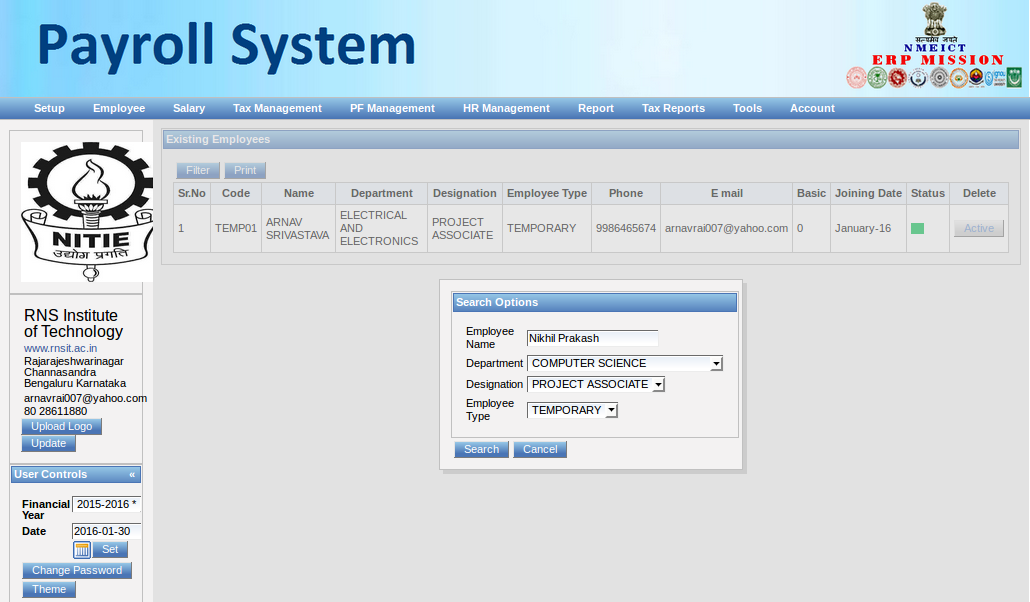 Payroll System
सत्यमेव जयते
NMEICT
ERP MISSION
Setup Employee Salary Tax Management PF Management HR Management Report Tax Reports Tools Account
NITIE
उद्योग प्रगति
RNS Institute
of Technology
www.rnsit.ac.in
Rajarajeshwarinagar
Channasandra
Bengaluru Karnataka
arnavrai007@yahoo.com
80 28611880
Upload Logo
Update
User Controls «
Financial Year 2015-2016 *
Date 2016-01-30
Set
Change Password
Theme
Existing Employees
Filter Print
Sr.No Code Name Department Designation Employee Type Phone E mail Basic Joining Date Status Delete
1 TEMP01 ARNAV SRIVASTAVA ELECTRICAL AND ELECTRONICS PROJECT ASSOCIATE TEMPORARY 9986465674 arnavrai007@yahoo.com 0 January-16 Active
Search Options
Employee Name Nikhil Prakash
Department COMPUTER SCIENCE
Designation PROJECT ASSOCIATE
Employee Type TEMPORARY
Search Cancel